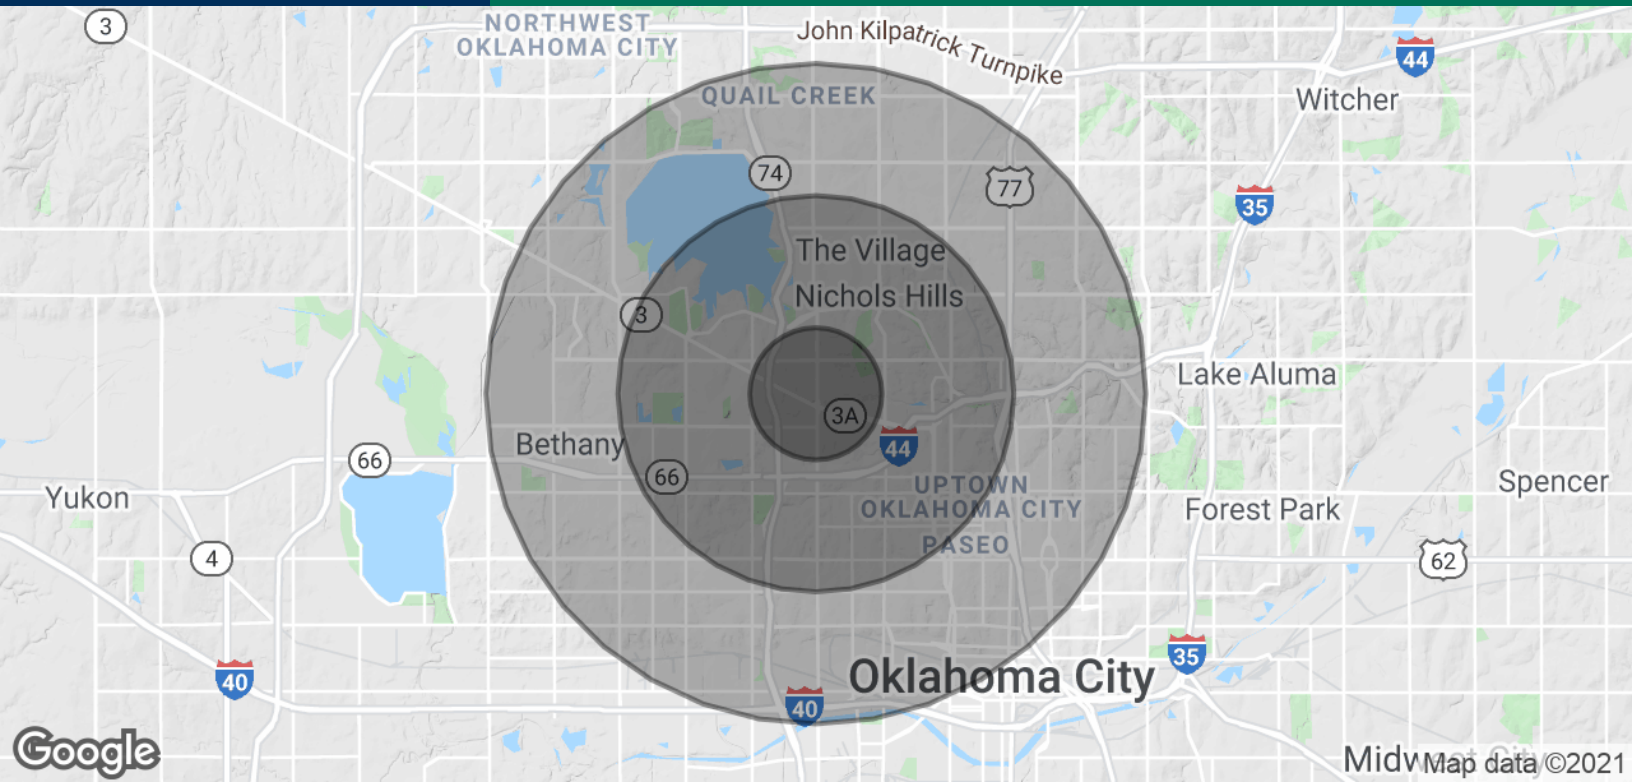 3
NORTHWEST
OKLAHOMA CITY
John Kilpatrick Turnpike
44
QUAIL CREEK
Witcher
74
77
35
The Village
Nichols Hills
3
Lake Aluma
3A
Bethany
44
66
66
Yukon
UPTOWN
OKLAHOMA CITY
Spencer
Forest Park
PASEO
4
62
40
Oklahoma City
35
40
Google
Midwest City
Map data ©2021